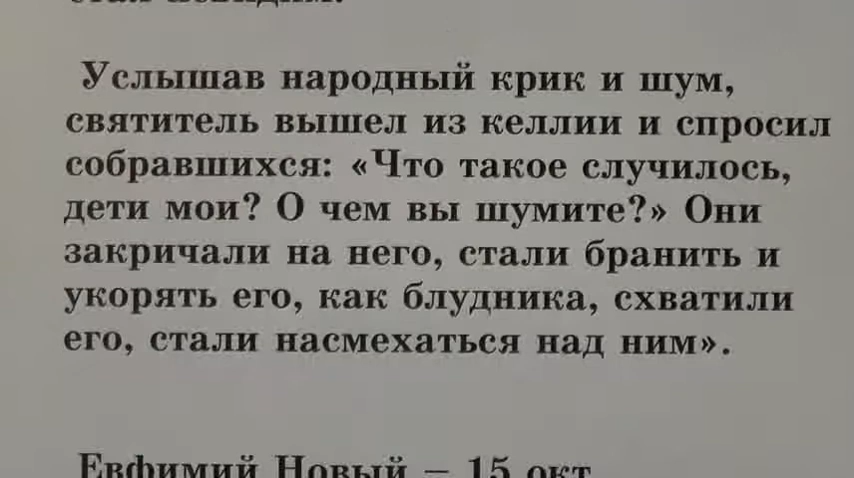 Услышав народный крик и шум,
святитель вышел из келлии и спросил
собравшихся: «Что такое случилось,
дети мои? О чем вы шумите?» Они
закричали на него, стали бранить и
укорять его, как блудника, схватили
его, стали насмехаться над ним».
Евфимий Новый – 15 окт